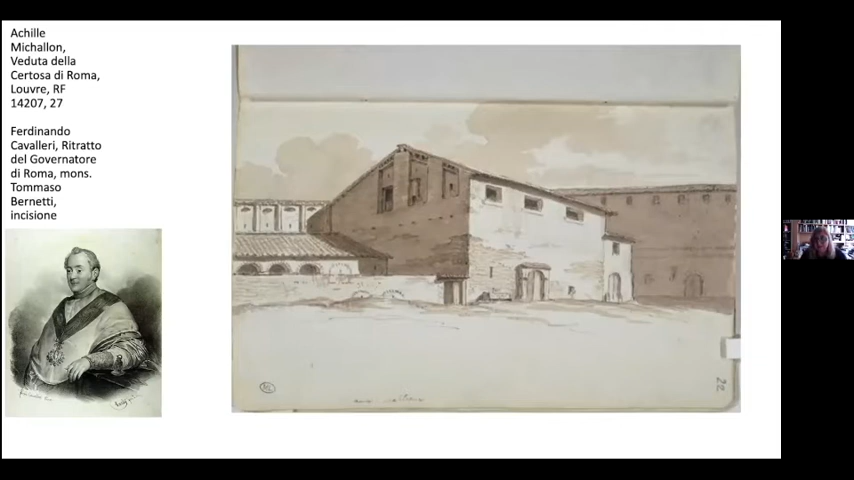 Achille
Michallon,
Veduta della
Certosa di Roma,
Louvre, RF
14207, 27
Ferdinando
Cavalleri, Ritratto
del Governatore
di Roma, mons.
Tommaso
Bernetti,
incisione
22